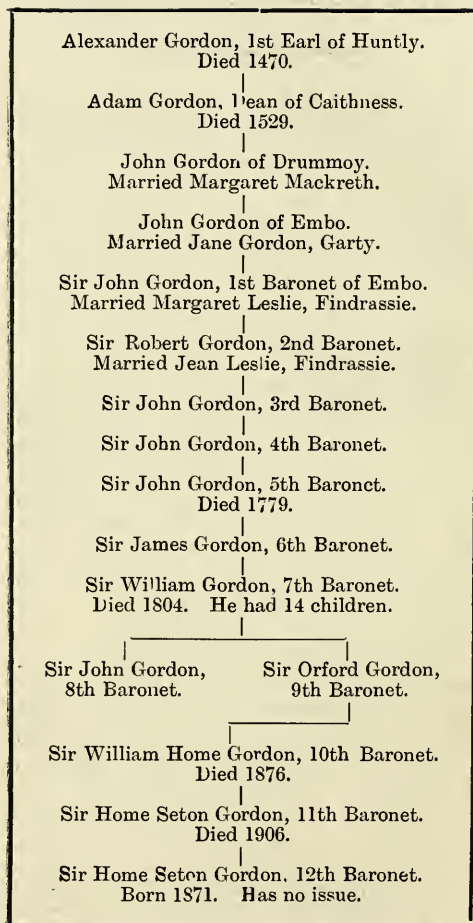 Alexander Gordon, 1st Earl of Huntly.
Died 1470.
Adam Gordon, Dean of Caithness.
Died 1529.
John Gordon of Drummoy.
Married Margaret Mackreth.
John Gordon of Embo.
Married Jane Gordon, Garty.
Sir John Gordon, 1st Baronet of Embo.
Married Margaret Leslie, Findrassie.
Sir Robert Gordon, 2nd Baronet.
Married Jean Leslie, Findrassie.
Sir John Gordon, 3rd Baronet.
Sir John Gordon, 4th Baronet.
Sir John Gordon, 5th Baronet.
Died 1779.
Sir James Gordon, 6th Baronet.
Sir William Gordon, 7th Baronet.
Died 1804. He had 14 children.
Sir John Gordon, Sir Orford Gordon,
8th Baronet. 9th Baronet.
Sir William Home Gordon, 10th Baronet.
Died 1876.
Sir Home Seton Gordon, 11th Baronet.
Died 1906.
Sir Home Seton Gordon, 12th Baronet.
Born 1871. Has no issue.